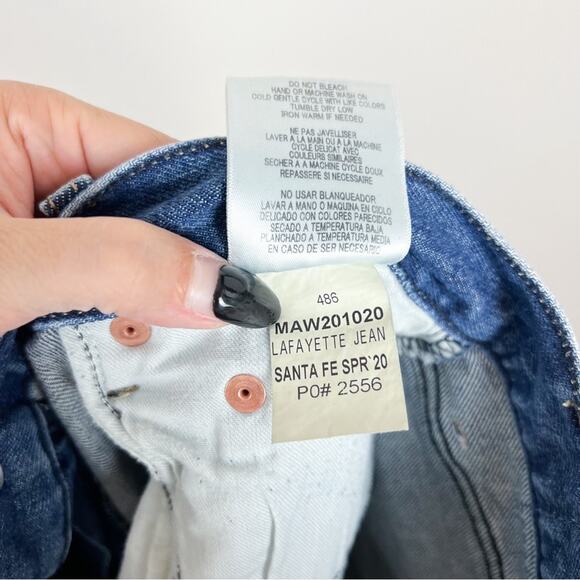 DO NOT BLEACH
HAND OR MACHINE WASH ON
COLD GENTLE CYCLE WITH LIKE COLORS
TUMBLE DRY LOW
IRON WARM IF NEEDED
NE PAS JAVELLISER
LAVER A LA MAIN OU A LA MACHINE
CYCLE DELICAT AVEC DE
COULEURS SIMILAIRES
SECHER A A MACHINE CYCLE DOUX
REPASSER SI NECESSAIRE
NO USAR BLANQUEADOR
LAVAR A MANO O MAQUINA EN CICLO
DELICADO CON COLORES PARECIDOS
SECADO A TEMPERATURA BAJA
PLANCHADO A TEMPERATURA MEDIA
EN CASO DE SER NECESARIO
486
MAW201020
LAFAYETTE JEAN
SANTA FE SPR`20
PO# 2556